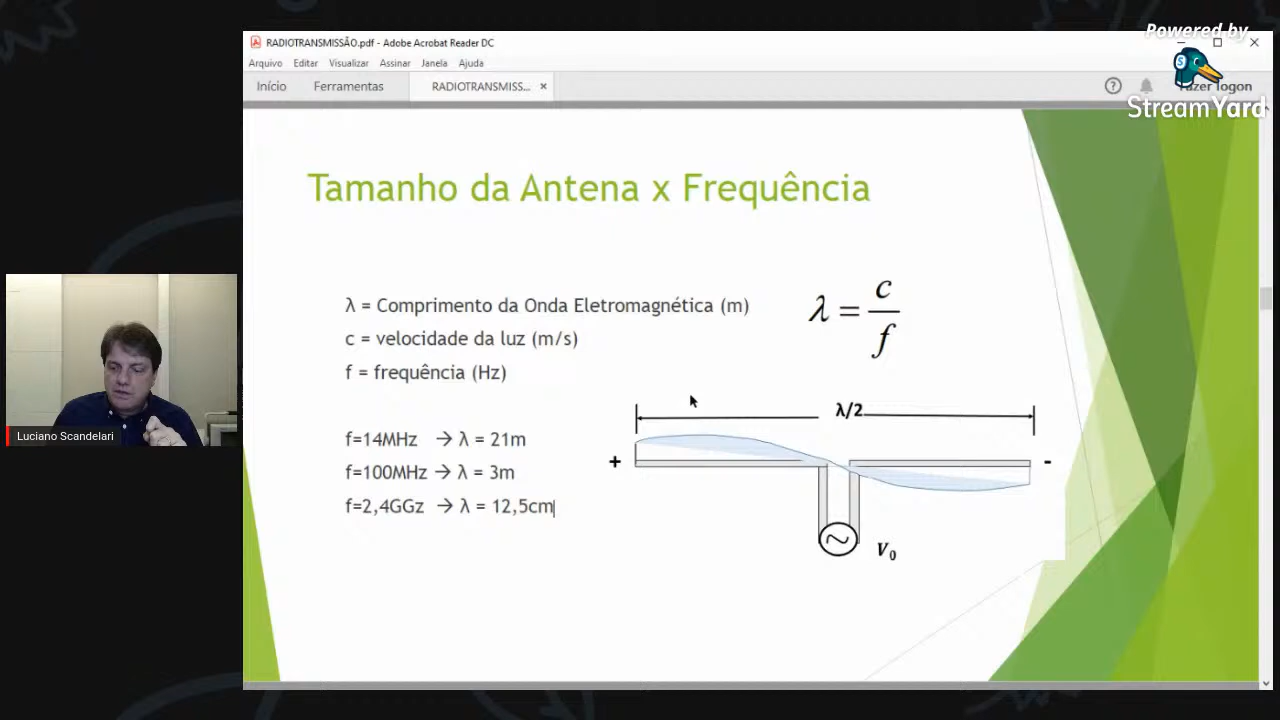 Powered by
StreamYard
RADIOTRANSMISSÃO.pdf - Adobe Acrobat Reader DC
Arquivo Editar Visualizar Assinar Janela Ajuda
Início Ferramentas RADIOTRANSMISS... × Fazer logon
Tamanho da Antena x Frequência
λ = Comprimento da Onda Eletromagnética (m)
c = velocidade da luz (m/s)
f = frequência (Hz)
λ = c / f
f=14MHz → λ = 21m
f=100MHz → λ = 3m
f=2,4GGz → λ = 12,5cm
λ/2
+ -
V₀
Luciano Scandelari